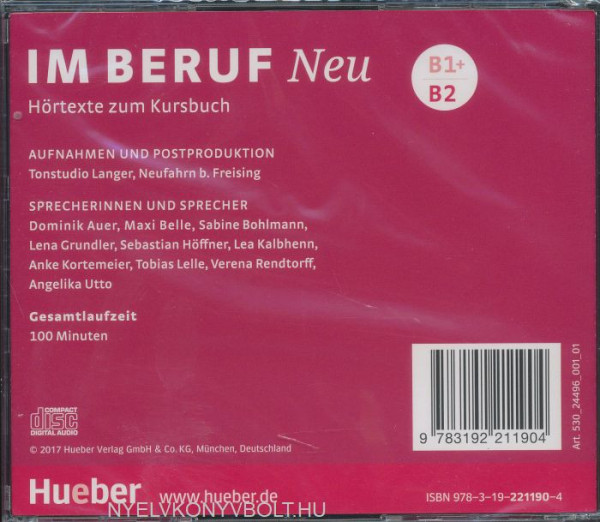 IM BERUF Neu
B1+
B2
Hörtexte zum Kursbuch
AUFNAHMEN UND POSTPRODUKTION
Tonstudio Langer, Neufahrn b. Freising
SPRECHERINNEN UND SPRECHER
Dominik Auer, Maxi Belle, Sabine Bohlmann,
Lena Grundler, Sebastian Höffner, Lea Kalbhenn,
Anke Kortemeier, Tobias Lelle, Verena Rendtorff,
Angelika Utto
Gesamtlaufzeit
100 Minuten
Art. 530_24496_001_01
COMPACT
disc
DIGITAL AUDIO
9 783192 211904
© 2017 Hueber Verlag GmbH & Co. KG, München, Deutschland
Hueber www.hueber.de
ISBN 978-3-19-221190-4
NYELVKONYVBOLT.HU